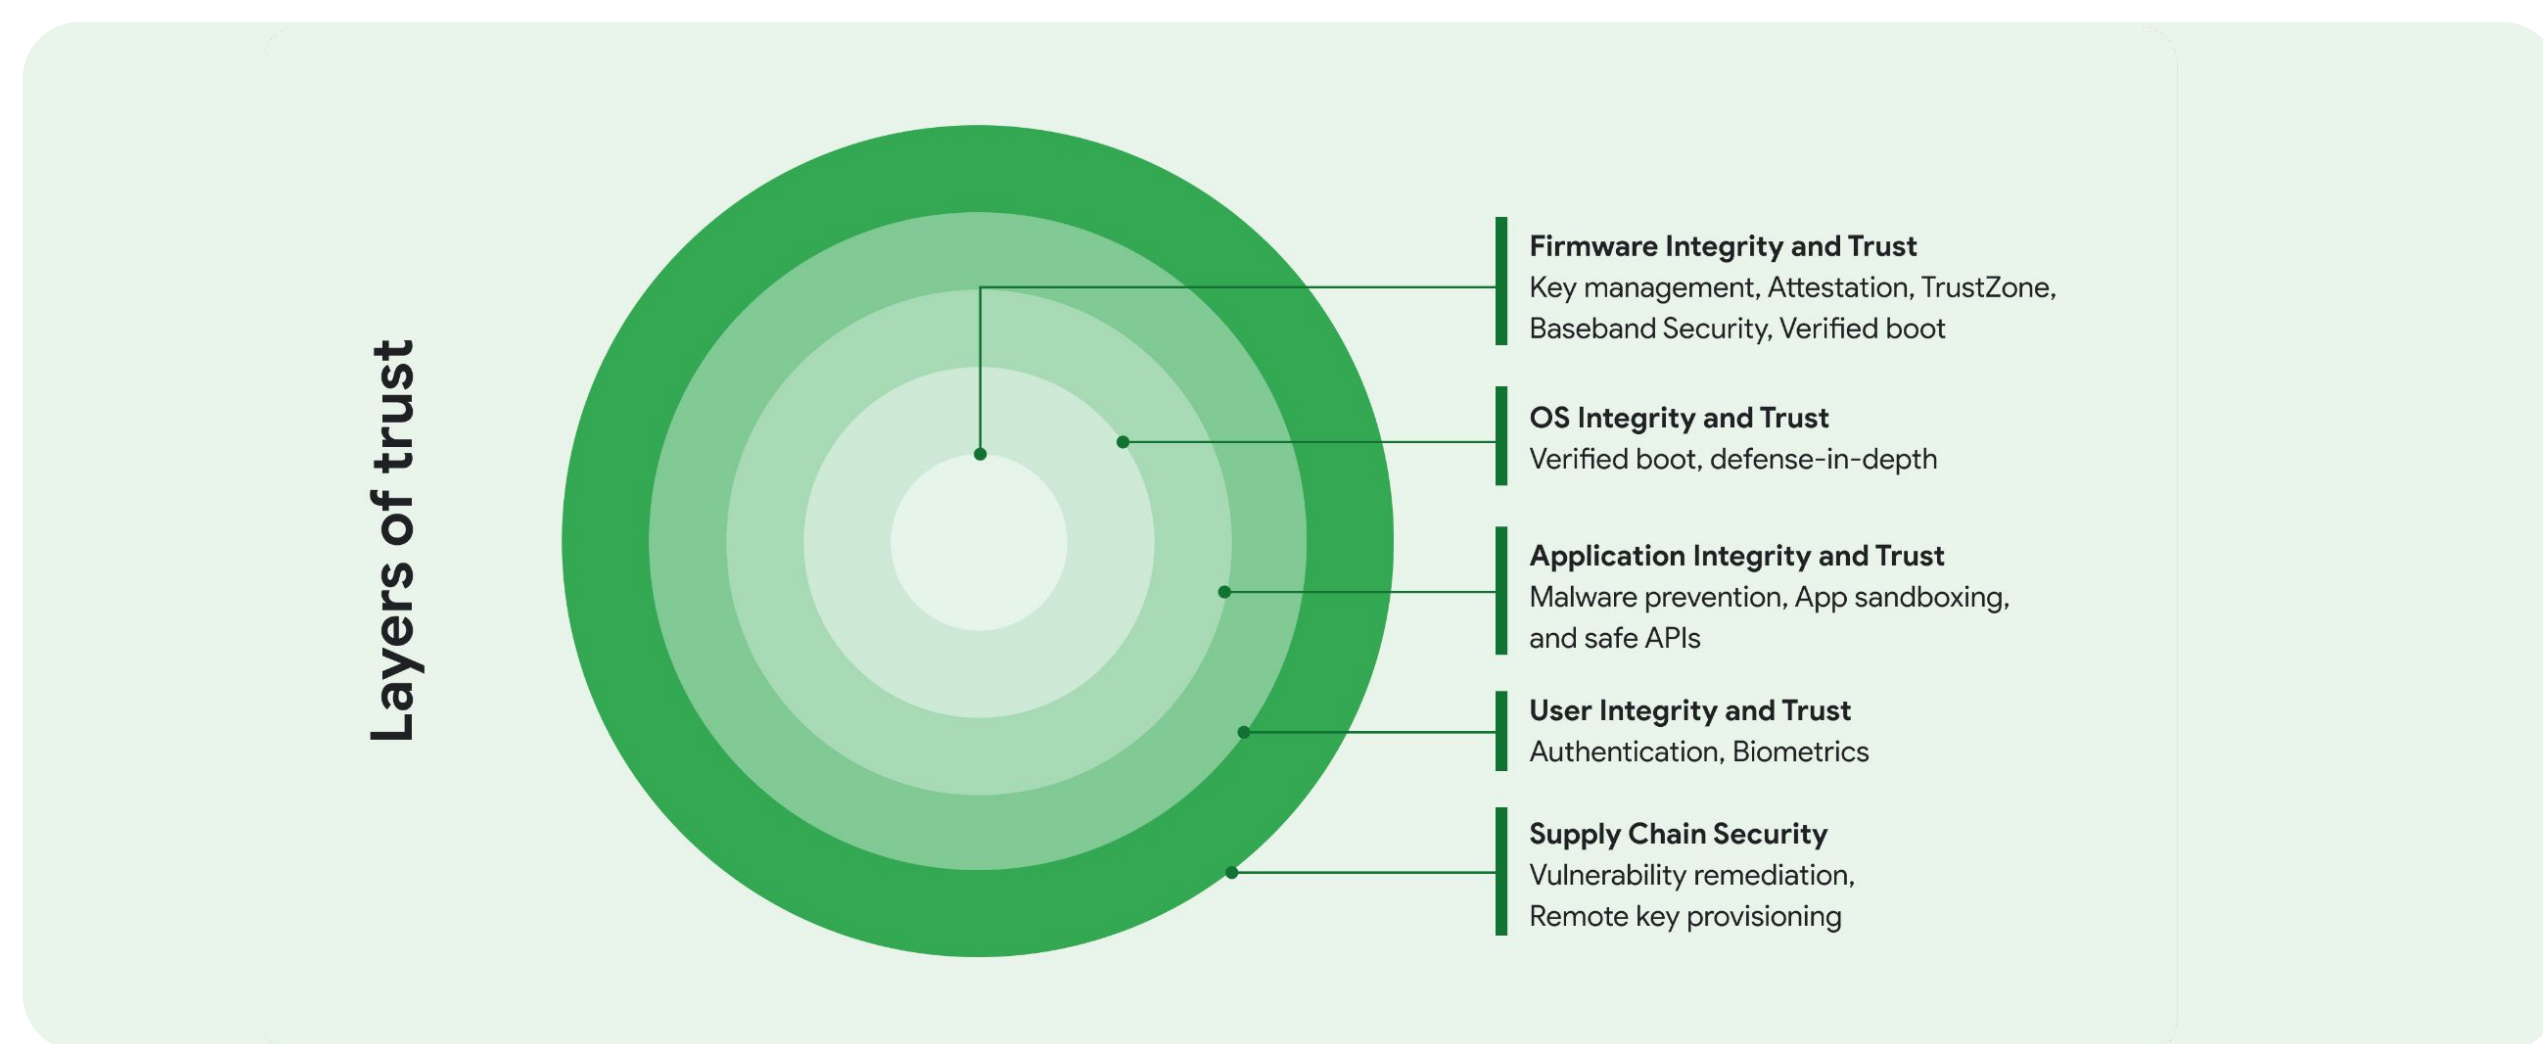 Layers of trust
Firmware Integrity and Trust
Key management, Attestation, TrustZone,
Baseband Security, Verified boot
OS Integrity and Trust
Verified boot, defense-in-depth
Application Integrity and Trust
Malware prevention, App sandboxing,
and safe APIs
User Integrity and Trust
Authentication, Biometrics
Supply Chain Security
Vulnerability remediation,
Remote key provisioning